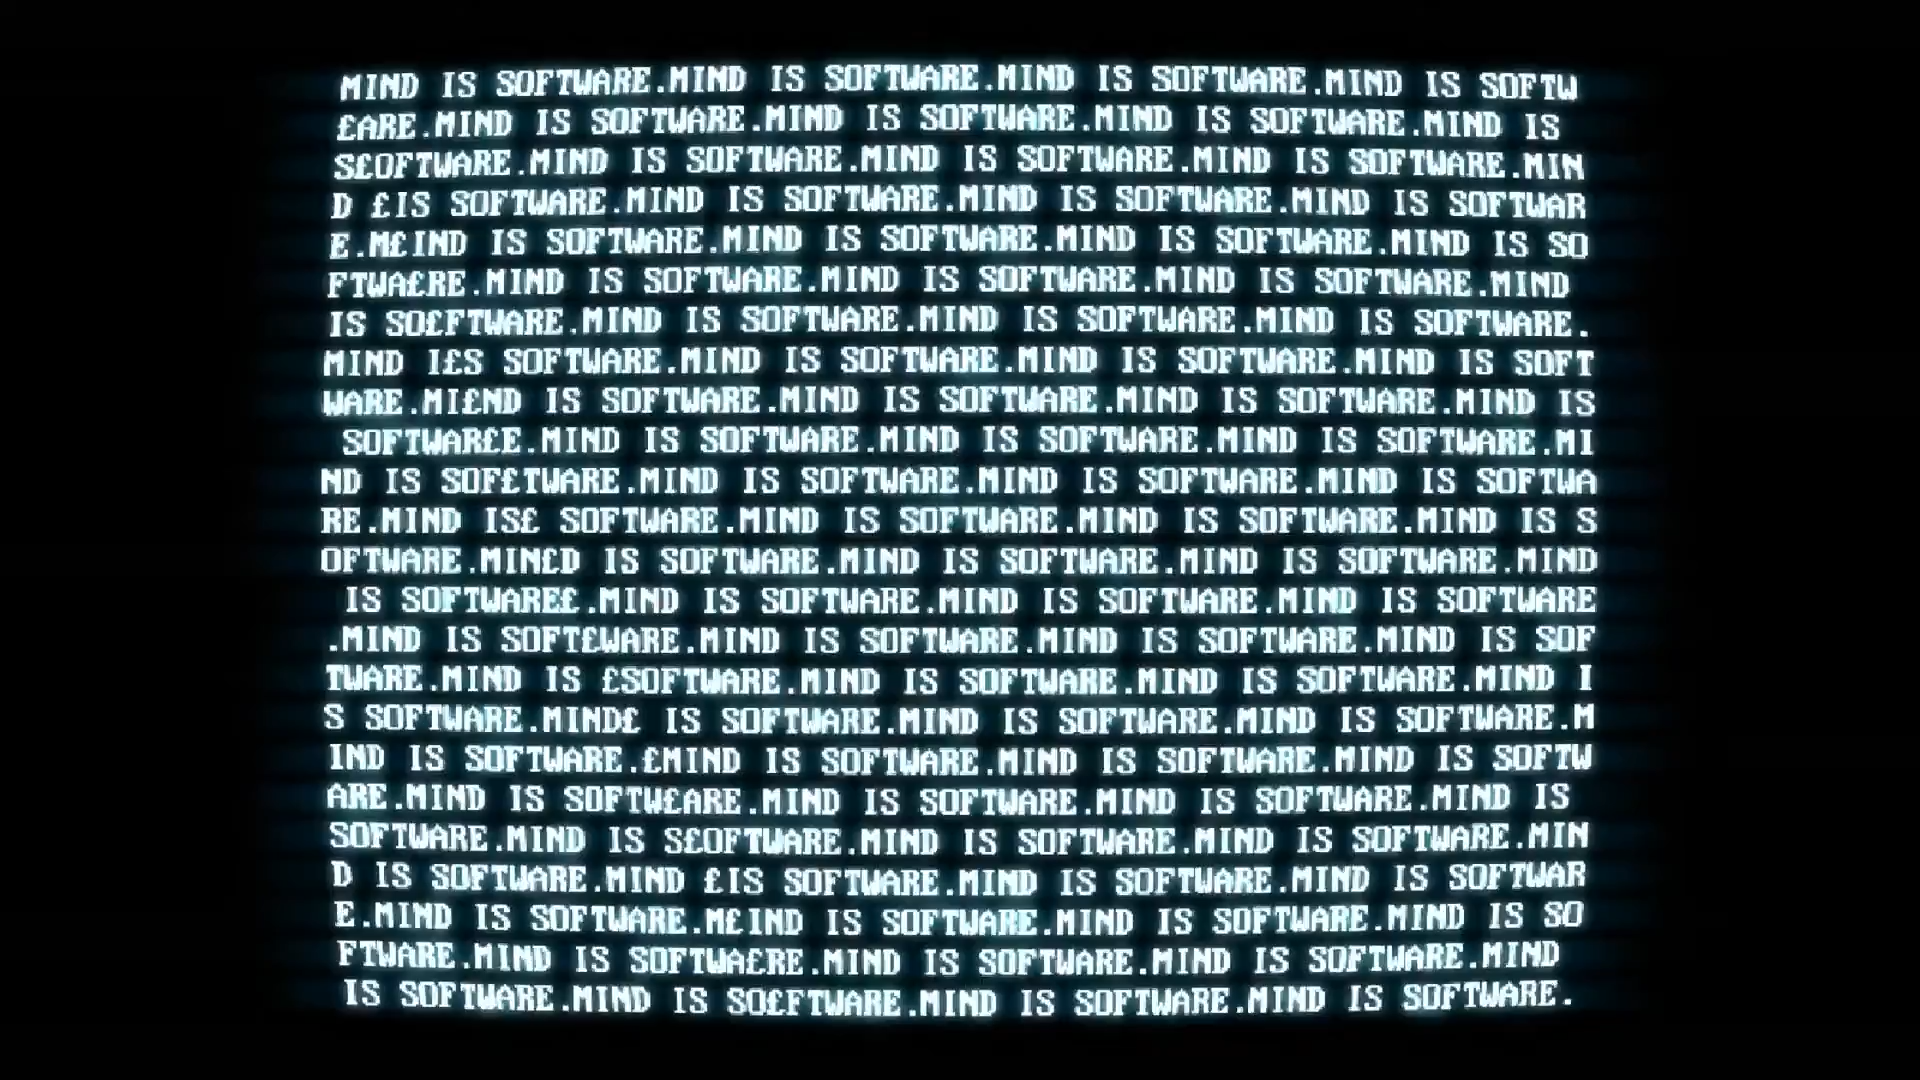 MIND IS SOFTWARE.MIND IS SOFTWARE.MIND IS SOFTWARE.MIND IS SOFTW
£ARE.MIND IS SOFTWARE.MIND IS SOFTWARE.MIND IS SOFTWARE.MIND IS
S£OFTWARE.MIND IS SOFTWARE.MIND IS SOFTWARE.MIND IS SOFTWARE.MIN
D £IS SOFTWARE.MIND IS SOFTWARE.MIND IS SOFTWARE.MIND IS SOFTWAR
E.M£IND IS SOFTWARE.MIND IS SOFTWARE.MIND IS SOFTWARE.MIND IS SO
FTWA£RE.MIND IS SOFTWARE.MIND IS SOFTWARE.MIND IS SOFTWARE.MIND
IS SO£FTWARE.MIND IS SOFTWARE.MIND IS SOFTWARE.MIND IS SOFTWARE.
MIND I£S SOFTWARE.MIND IS SOFTWARE.MIND IS SOFTWARE.MIND IS SOFT
WARE.MI£ND IS SOFTWARE.MIND IS SOFTWARE.MIND IS SOFTWARE.MIND IS
SOFTWAR£E.MIND IS SOFTWARE.MIND IS SOFTWARE.MIND IS SOFTWARE.MI
ND IS SOF£TWARE.MIND IS SOFTWARE.MIND IS SOFTWARE.MIND IS SOFTWA
RE.MIND IS£ SOFTWARE.MIND IS SOFTWARE.MIND IS SOFTWARE.MIND IS S
OFTWARE.MIN£D IS SOFTWARE.MIND IS SOFTWARE.MIND IS SOFTWARE.MIND
IS SOFTWARE£.MIND IS SOFTWARE.MIND IS SOFTWARE.MIND IS SOFTWARE
.MIND IS SOFT£WARE.MIND IS SOFTWARE.MIND IS SOFTWARE.MIND IS SOF
TWARE.MIND IS £SOFTWARE.MIND IS SOFTWARE.MIND IS SOFTWARE.MIND I
S SOFTWARE.MIND£ IS SOFTWARE.MIND IS SOFTWARE.MIND IS SOFTWARE.M
IND IS SOFTWARE.£MIND IS SOFTWARE.MIND IS SOFTWARE.MIND IS SOFTW
ARE.MIND IS SOFTW£ARE.MIND IS SOFTWARE.MIND IS SOFTWARE.MIND IS
SOFTWARE.MIND IS S£OFTWARE.MIND IS SOFTWARE.MIND IS SOFTWARE.MIN
D IS SOFTWARE.MIND £IS SOFTWARE.MIND IS SOFTWARE.MIND IS SOFTWAR
E.MIND IS SOFTWARE.M£IND IS SOFTWARE.MIND IS SOFTWARE.MIND IS SO
FTWARE.MIND IS SOFTWA£RE.MIND IS SOFTWARE.MIND IS SOFTWARE.MIND
IS SOFTWARE.MIND IS SO£FTWARE.MIND IS SOFTWARE.MIND IS SOFTWARE.